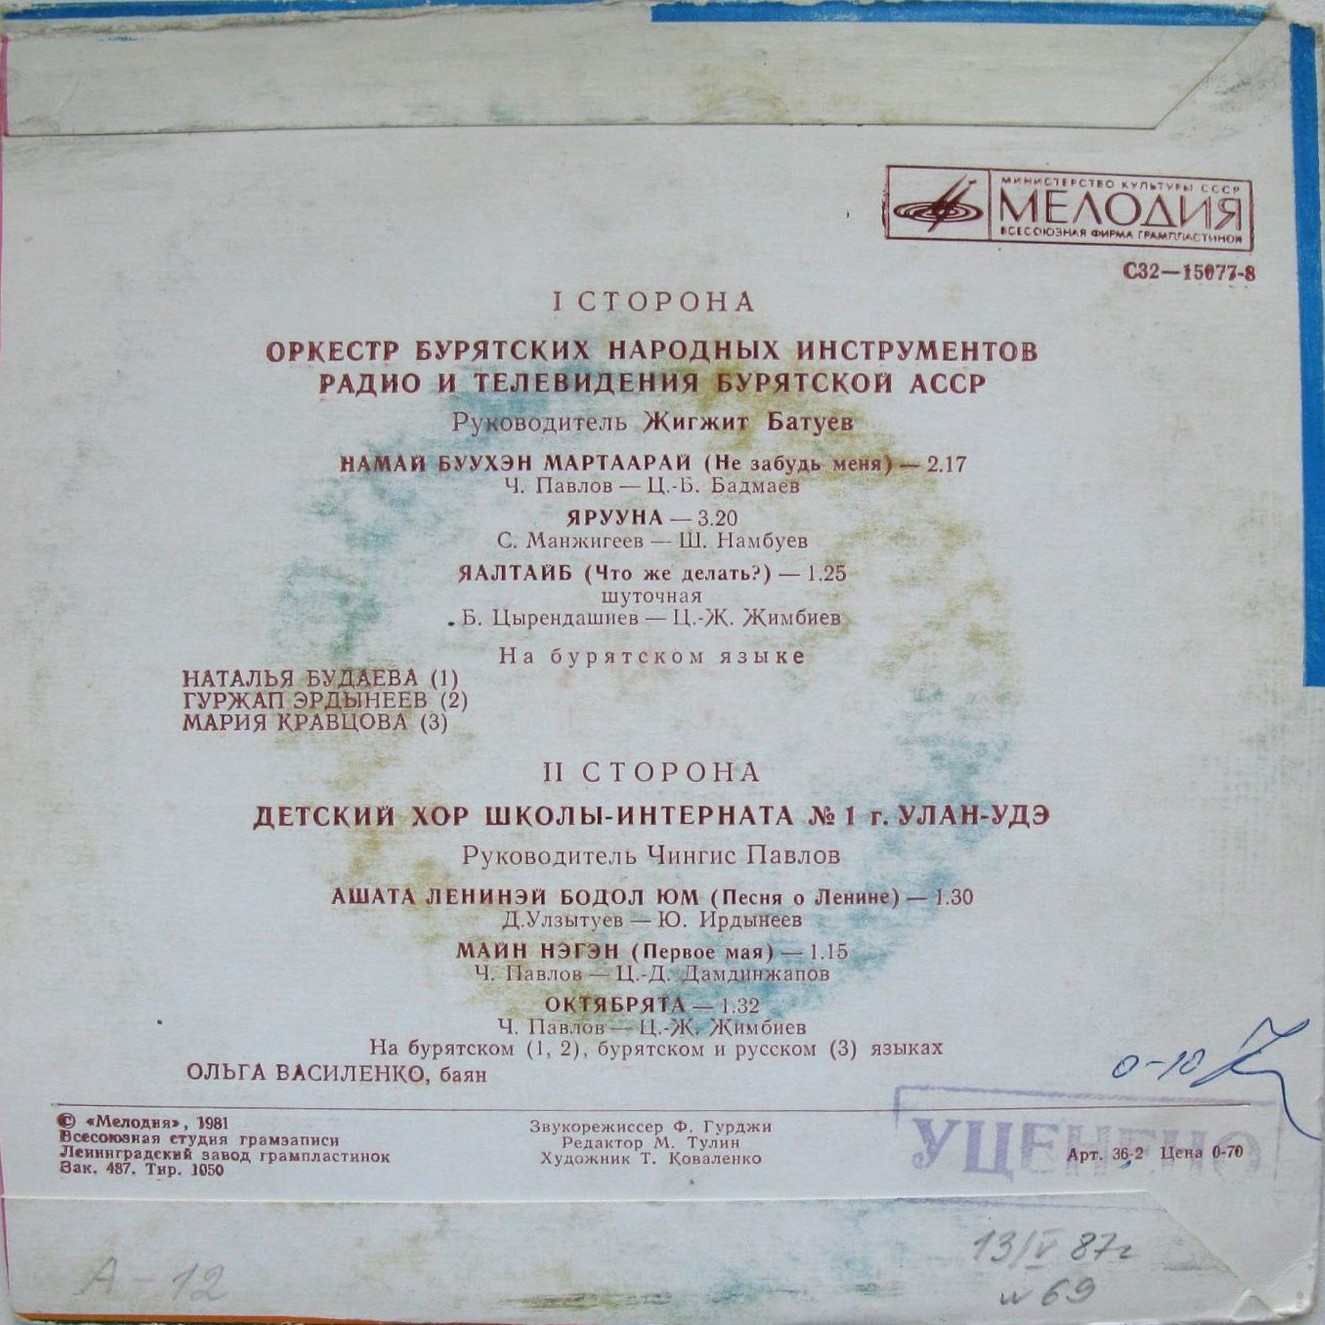 МИНИСТЕРСТВО КУЛЬТУРЫ СССР
МЕЛОДИЯ
ВСЕСОЮЗНАЯ ФИРМА ГРАМПЛАСТИНОК
С32—15077-8
I СТОРОНА
ОРКЕСТР БУРЯТСКИХ НАРОДНЫХ ИНСТРУМЕНТОВ
РАДИО И ТЕЛЕВИДЕНИЯ БУРЯТСКОЙ АССР
Руководитель Жигжит Батуев
НАМАЙ БУУХЭН МАРТААРАЙ (Не забудь меня) — 2.17
Ч. Павлов — Ц.-Б. Бадмаев
ЯРУУНА — 3.20
С. Манжигеев — Ш. Намбуев
ЯАЛТАЙБ (Что же делать?) — 1.25
шуточная
Б. Цырендашиев — Ц.-Ж. Жимбиев
На бурятском языке
НАТАЛЬЯ БУДАЕВА (1)
ГУРЖАП ЭРДЫНЕЕВ (2)
МАРИЯ КРАВЦОВА (3)
II СТОРОНА
ДЕТСКИЙ ХОР ШКОЛЫ-ИНТЕРНАТА № 1 г. УЛАН-УДЭ
Руководитель Чингис Павлов
АШАТА ЛЕНИНЭЙ БОДОЛ ЮМ (Песня о Ленине) — 1.30
Д.Улзытуев — Ю. Ирдынеев
МАЙН НЭГЭН (Первое мая) — 1.15
Ч. Павлов — Ц.-Д. Дамдинжапов
ОКТЯБРЯТА — 1.32
Ч. Павлов — Ц.-Ж. Жимбиев
На бурятском (1, 2), бурятском и русском (3) языках
ОЛЬГА ВАСИЛЕНКО, баян
0-10
© «Мелодия», 1981
Всесоюзная студия грамзаписи
Ленинградский завод грампластинок
Зак. 487. Тир. 1050
Звукорежиссер Ф. Гурджи
Редактор М. Тулин
Художник Т. Коваленко
УЦЕНЕНО
Арт. 36-2 Цена 0-70
13/V 87г
69
А-12